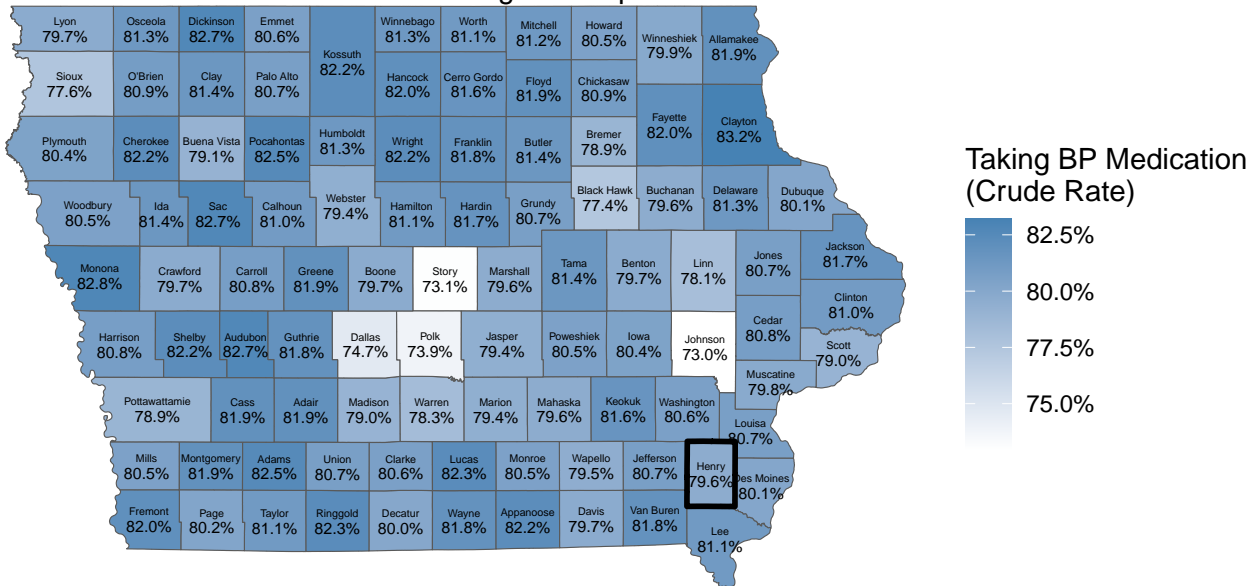 Lyon
79.7%
Osceola
81.3%
Dickinson
82.7%
Emmet
80.6%
Kossuth
82.2%
Winnebago
81.3%
Worth
81.1%
Mitchell
81.2%
Howard
80.5%
Winneshiek
79.9%
Allamakee
81.9%
Sioux
77.6%
O'Brien
80.9%
Clay
81.4%
Palo Alto
80.7%
Hancock
82.0%
Cerro Gordo
81.6%
Floyd
81.9%
Chickasaw
80.9%
Fayette
82.0%
Clayton
83.2%
Plymouth
80.4%
Cherokee
82.2%
Buena Vista
79.1%
Pocahontas
82.5%
Humboldt
81.3%
Wright
82.2%
Franklin
81.8%
Butler
81.4%
Bremer
78.9%
Woodbury
80.5%
Ida
81.4%
Sac
82.7%
Calhoun
81.0%
Webster
79.4%
Hamilton
81.1%
Hardin
81.7%
Grundy
80.7%
Black Hawk
77.4%
Buchanan
79.6%
Delaware
81.3%
Dubuque
80.1%
Monona
82.8%
Crawford
79.7%
Carroll
80.8%
Greene
81.9%
Boone
79.7%
Story
73.1%
Marshall
79.6%
Tama
81.4%
Benton
79.7%
Linn
78.1%
Jones
80.7%
Jackson
81.7%
Clinton
81.0%
Harrison
80.8%
Shelby
82.2%
Audubon
82.7%
Guthrie
81.8%
Dallas
74.7%
Polk
73.9%
Jasper
79.4%
Poweshiek
80.5%
Iowa
80.4%
Johnson
73.0%
Cedar
80.8%
Scott
79.0%
Muscatine
79.8%
Pottawattamie
78.9%
Cass
81.9%
Adair
81.9%
Madison
79.0%
Warren
78.3%
Marion
79.4%
Mahaska
79.6%
Keokuk
81.6%
Washington
80.6%
Louisa
80.7%
Mills
80.5%
Montgomery
81.9%
Adams
82.5%
Union
80.7%
Clarke
80.6%
Lucas
82.3%
Monroe
80.5%
Wapello
79.5%
Jefferson
80.7%
Henry
79.6%
Des Moines
80.1%
Fremont
82.0%
Page
80.2%
Taylor
81.1%
Ringgold
82.3%
Decatur
80.0%
Wayne
81.8%
Appanoose
82.2%
Davis
79.7%
Van Buren
81.8%
Lee
81.1%
Taking BP Medication
(Crude Rate)
82.5%
80.0%
77.5%
75.0%